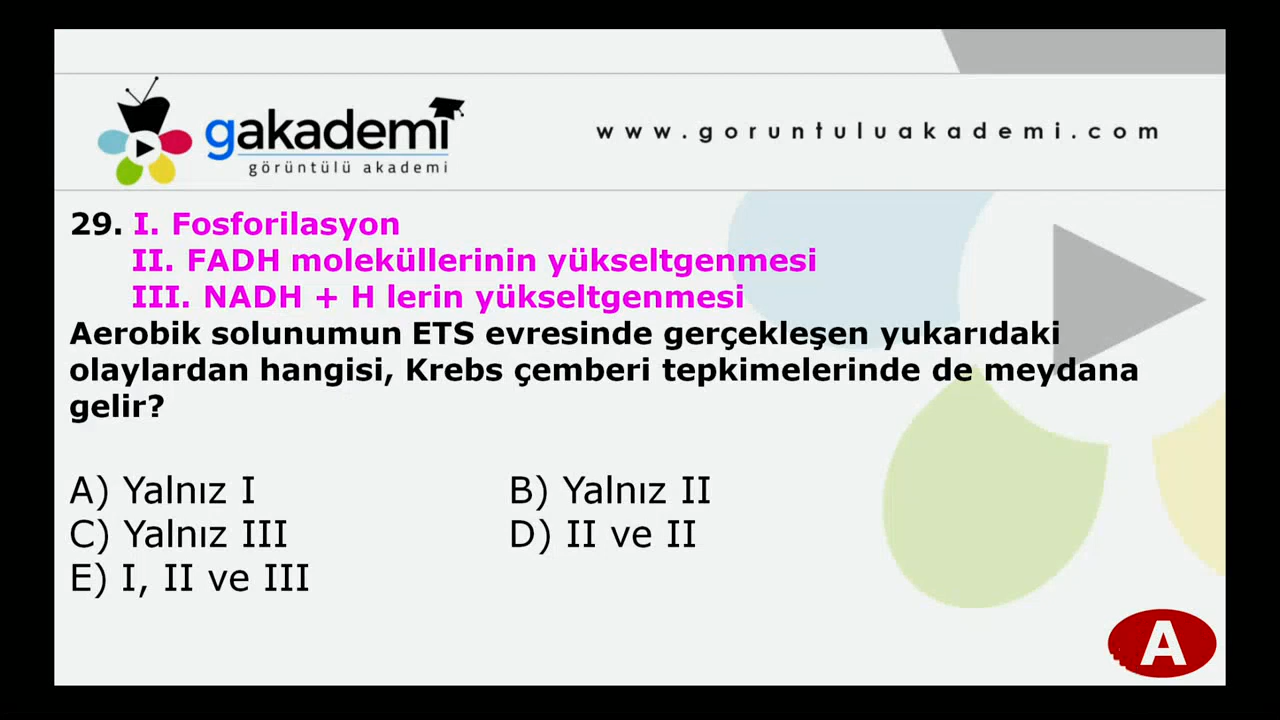 gakademi
görüntülü akademi
www.goruntuluakademi.com
29. I. Fosforilasyon
II. FADH moleküllerinin yükseltgenmesi
III. NADH + H lerin yükseltgenmesi
Aerobik solunumun ETS evresinde gerçekleşen yukarıdaki
olaylardan hangisi, Krebs çemberi tepkimelerinde de meydana
gelir?
A) Yalnız I B) Yalnız II
C) Yalnız III D) II ve II
E) I, II ve III
A